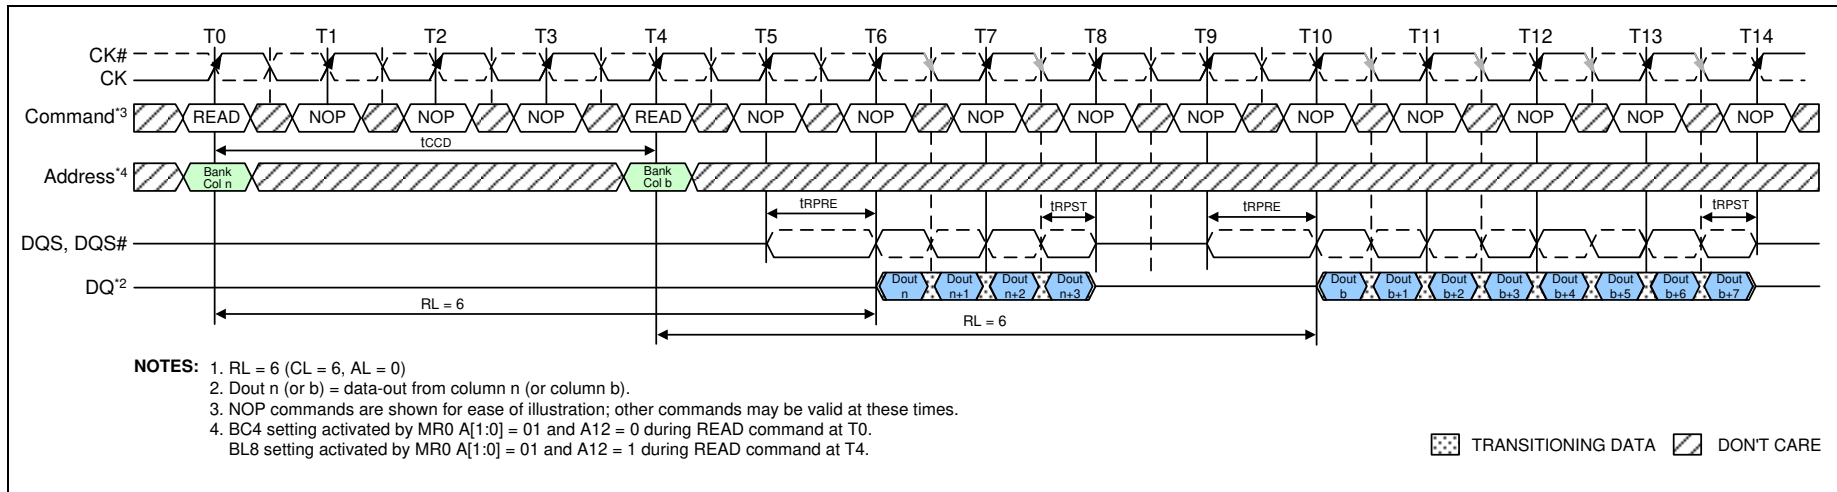 T0 T1 T2 T3 T4 T5 T6 T7 T8 T9 T10 T11 T12 T13 T14
CK#
CK
Command*3 READ NOP NOP NOP READ NOP NOP NOP NOP NOP NOP NOP NOP NOP NOP
tCCD
Address*4
Bank
Col n
Bank
Col b
tRPRE tRPST tRPRE tRPST
DQS, DQS#
DQ*2
Dout
n
Dout
n+1
Dout
n+2
Dout
n+3
Dout
b
Dout
b+1
Dout
b+2
Dout
b+3
Dout
b+4
Dout
b+5
Dout
b+6
Dout
b+7
RL = 6
RL = 6
NOTES: 1. RL = 6 (CL = 6, AL = 0)
2. Dout n (or b) = data-out from column n (or column b).
3. NOP commands are shown for ease of illustration; other commands may be valid at these times.
4. BC4 setting activated by MR0 A[1:0] = 01 and A12 = 0 during READ command at T0.
BL8 setting activated by MR0 A[1:0] = 01 and A12 = 1 during READ command at T4.
TRANSITIONING DATA DON'T CARE